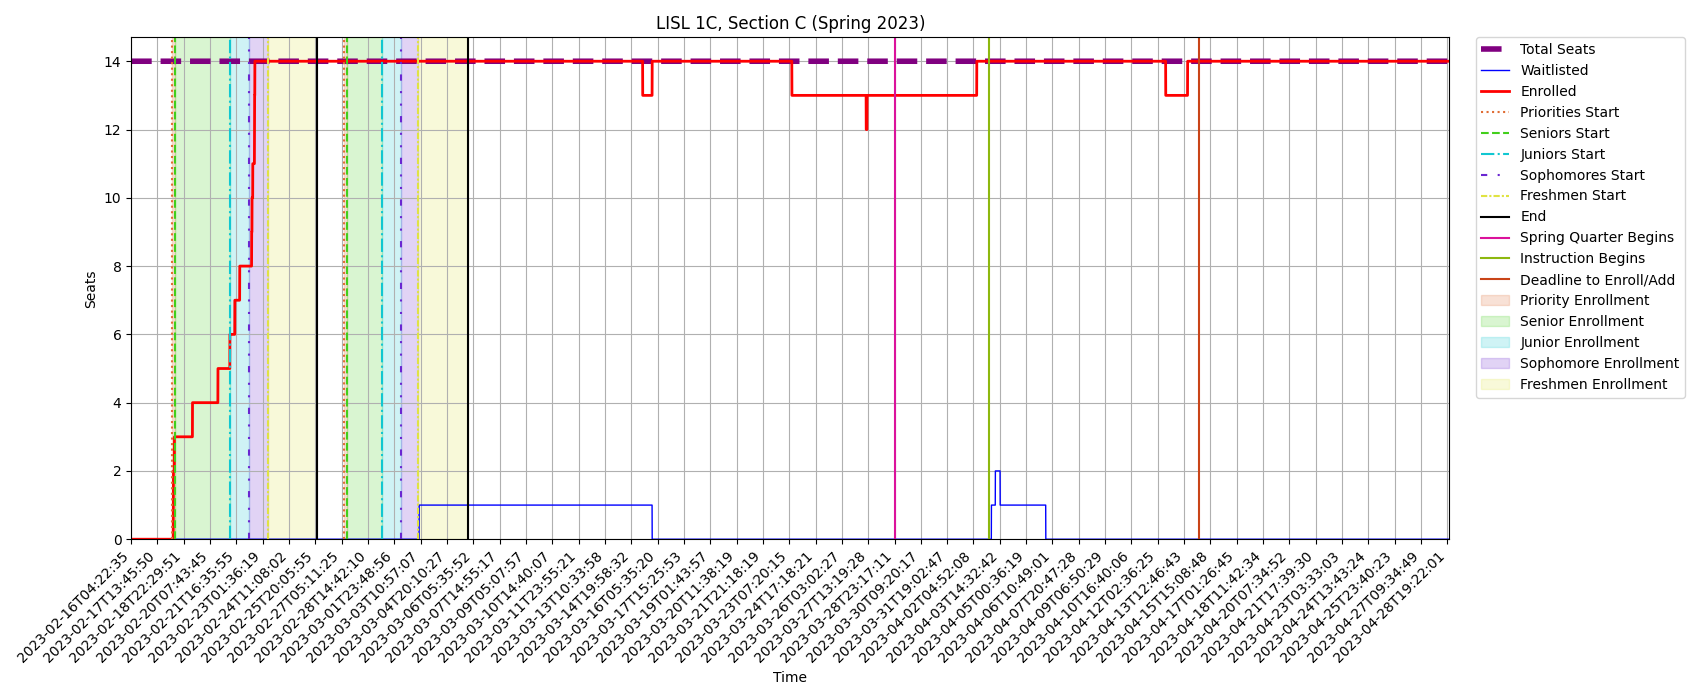 LISL 1C, Section C (Spring 2023)
Seats
14
12
10
8
6
4
2
0
2023-02-16T04:22:35
2023-02-17T13:45:50
2023-02-18T22:29:51
2023-02-20T07:43:45
2023-02-21T16:35:55
2023-02-23T01:36:19
2023-02-24T11:08:02
2023-02-25T20:05:55
2023-02-27T05:11:25
2023-02-28T14:42:10
2023-03-01T23:48:56
2023-03-03T10:57:07
2023-03-04T20:10:27
2023-03-06T05:35:52
2023-03-07T14:55:17
2023-03-09T05:07:57
2023-03-10T14:40:07
2023-03-11T23:55:21
2023-03-13T10:33:58
2023-03-14T19:58:32
2023-03-16T05:35:20
2023-03-17T15:25:53
2023-03-19T01:43:57
2023-03-20T11:38:19
2023-03-21T21:18:19
2023-03-23T07:20:15
2023-03-24T17:18:21
2023-03-26T03:02:27
2023-03-27T13:19:28
2023-03-28T23:17:11
2023-03-30T09:20:17
2023-03-31T19:02:47
2023-04-02T04:52:08
2023-04-03T14:32:42
2023-04-05T00:36:19
2023-04-06T10:49:01
2023-04-07T20:47:28
2023-04-09T06:50:29
2023-04-10T16:40:06
2023-04-12T02:36:25
2023-04-13T12:46:43
2023-04-15T15:08:48
2023-04-17T01:26:45
2023-04-18T11:42:34
2023-04-20T07:34:52
2023-04-21T17:39:30
2023-04-23T03:33:03
2023-04-24T13:43:24
2023-04-25T23:40:23
2023-04-27T09:34:49
2023-04-28T19:22:01
Time
Total Seats
Waitlisted
Enrolled
Priorities Start
Seniors Start
Juniors Start
Sophomores Start
Freshmen Start
End
Spring Quarter Begins
Instruction Begins
Deadline to Enroll/Add
Priority Enrollment
Senior Enrollment
Junior Enrollment
Sophomore Enrollment
Freshmen Enrollment